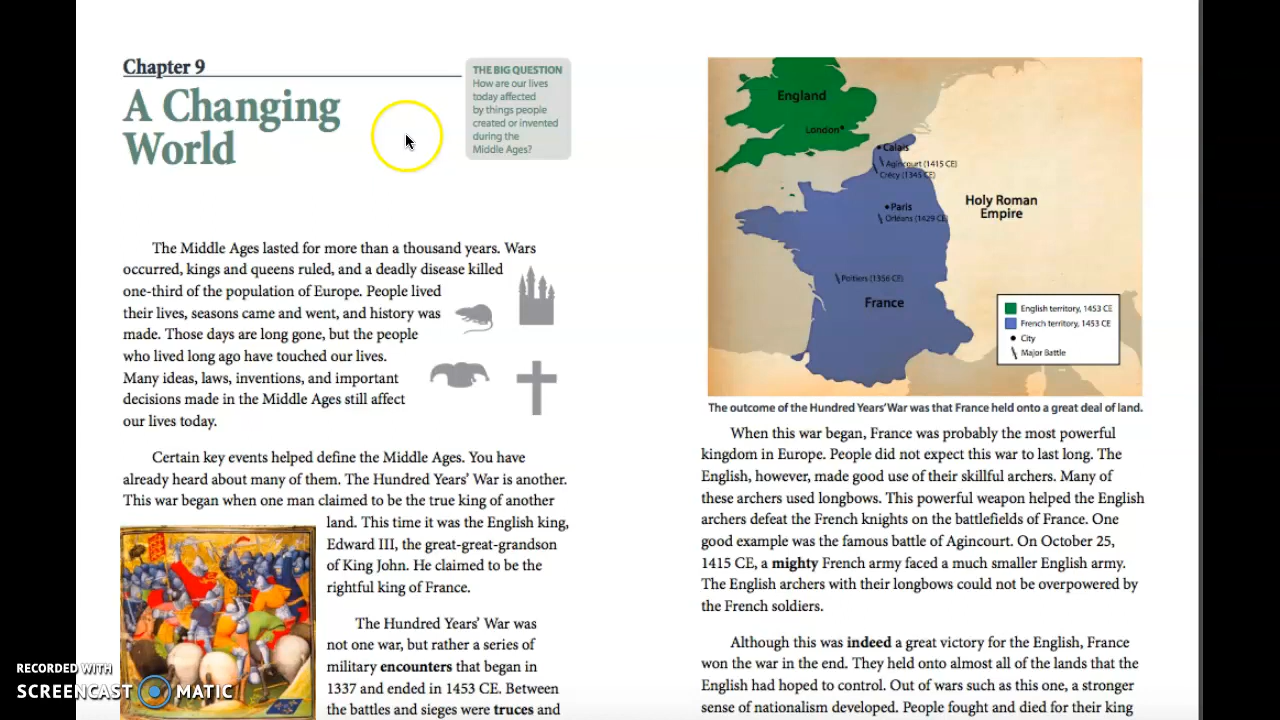 Chapter 9
A Changing
World
THE BIG QUESTION
How are our lives
today affected
by things people
created or invented
during the
Middle Ages?
The Middle Ages lasted for more than a thousand years. Wars
occurred, kings and queens ruled, and a deadly disease killed
one-third of the population of Europe. People lived
their lives, seasons came and went, and history was
made. Those days are long gone, but the people
who lived long ago have touched our lives.
Many ideas, laws, inventions, and important
decisions made in the Middle Ages still affect
our lives today.
Certain key events helped define the Middle Ages. You have
already heard about many of them. The Hundred Years' War is another.
This war began when one man claimed to be the true king of another
land. This time it was the English king,
Edward III, the great-great-grandson
of King John. He claimed to be the
rightful king of France.
The Hundred Years' War was
not one war, but rather a series of
military encounters that began in
1337 and ended in 1453 CE. Between
the battles and sieges were truces and
England
London
Calais
Agincourt (1415 CE)
Crécy (1345 CE)
Paris
Orléans (1429 CE)
Holy Roman
Empire
Poitiers (1356 CE)
France
English territory, 1453 CE
French territory, 1453 CE
City
Major Battle
The outcome of the Hundred Years' War was that France held onto a great deal of land.
When this war began, France was probably the most powerful
kingdom in Europe. People did not expect this war to last long. The
English, however, made good use of their skillful archers. Many of
these archers used longbows. This powerful weapon helped the English
archers defeat the French knights on the battlefields of France. One
good example was the famous battle of Agincourt. On October 25,
1415 CE, a mighty French army faced a much smaller English army.
The English archers with their longbows could not be overpowered by
the French soldiers.
Although this was indeed a great victory for the English, France
won the war in the end. They held onto almost all of the lands that the
English had hoped to control. Out of wars such as this one, a stronger
sense of nationalism developed. People fought and died for their king
RECORDED WITH
SCREENCAST MATIC